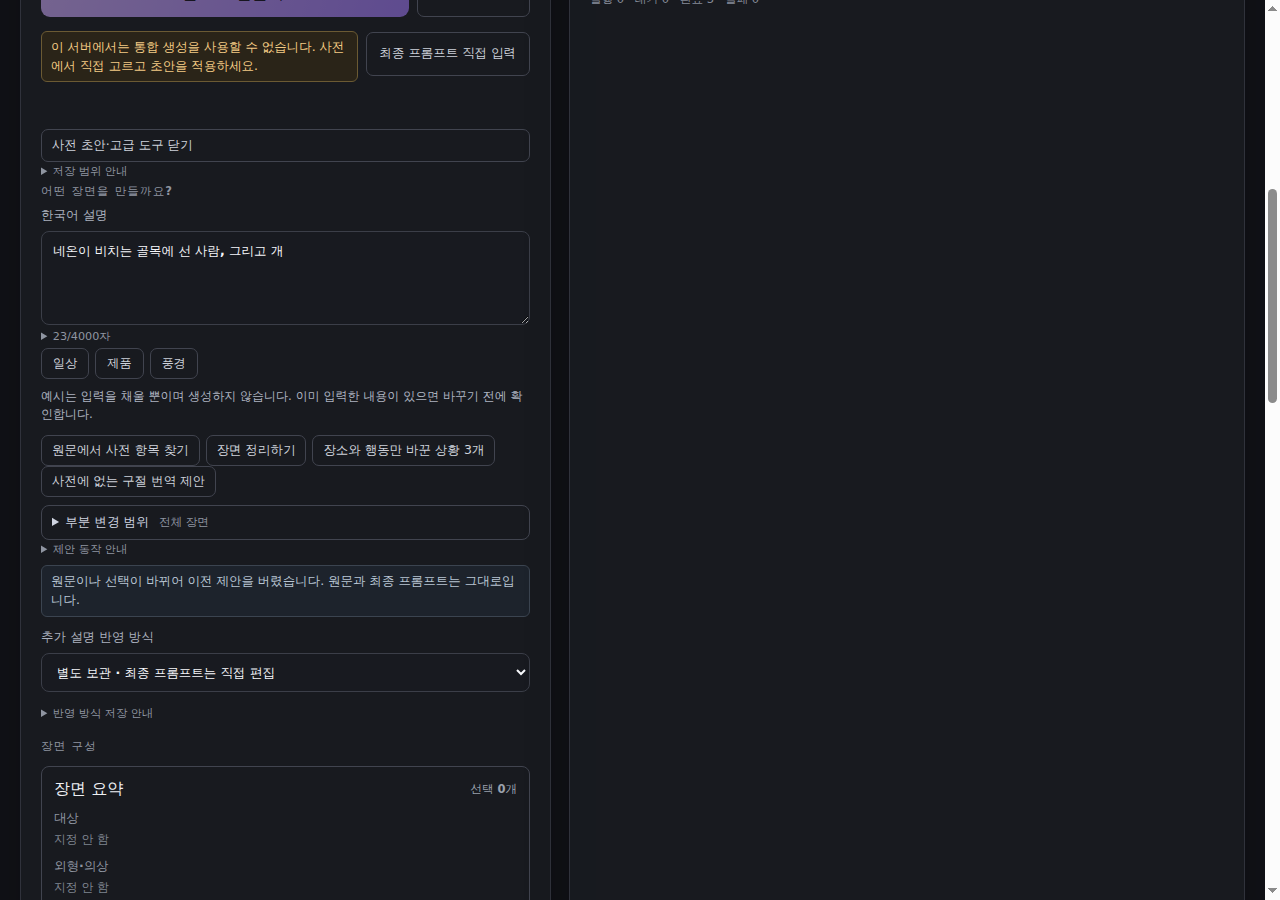 이 서버에서는 통합 생성을 사용할 수 없습니다. 사전
에서 직접 고르고 초안을 적용하세요.
최종 프롬프트 직접 입력
사전 초안·고급 도구 닫기
▶ 저장 범위 안내
어떤 장면을 만들까요?
한국어 설명
네온이 비치는 골목에 선 사람, 그리고 개
▶ 23/4000자
일상 제품 풍경
예시는 입력을 채울 뿐이며 생성하지 않습니다. 이미 입력한 내용이 있으면 바꾸기 전에 확
인합니다.
원문에서 사전 항목 찾기 장면 정리하기 장소와 행동만 바꾼 상황 3개
사전에 없는 구절 번역 제안
▶ 부분 변경 범위 전체 장면
▶ 제안 동작 안내
원문이나 선택이 바뀌어 이전 제안을 버렸습니다. 원문과 최종 프롬프트는 그대로입
니다.
추가 설명 반영 방식
별도 보관 · 최종 프롬프트는 직접 편집
▶ 반영 방식 저장 안내
장면 구성
장면 요약 선택 0개
대상
지정 안 함
외형·의상
지정 안 함